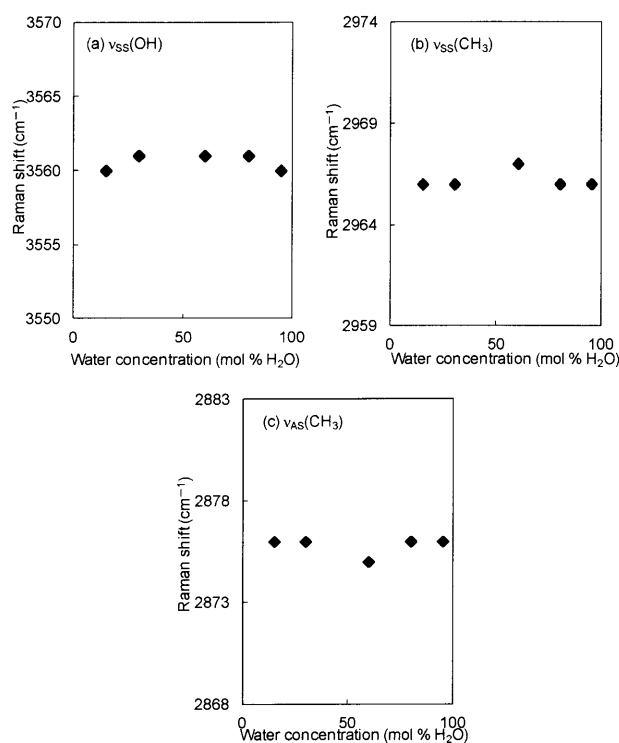 (a) νSS(OH)
Raman shift (cm⁻¹)
3570
3565
3560
3555
3550
0
50
100
Water concentration (mol % H₂O)
(b) νSS(CH₃)
Raman shift (cm⁻¹)
2974
2969
2964
2959
0
50
100
Water concentration (mol % H₂O)
(c) νAS(CH₃)
Raman shift (cm⁻¹)
2883
2878
2873
2868
0
50
100
Water concentration (mol % H₂O)